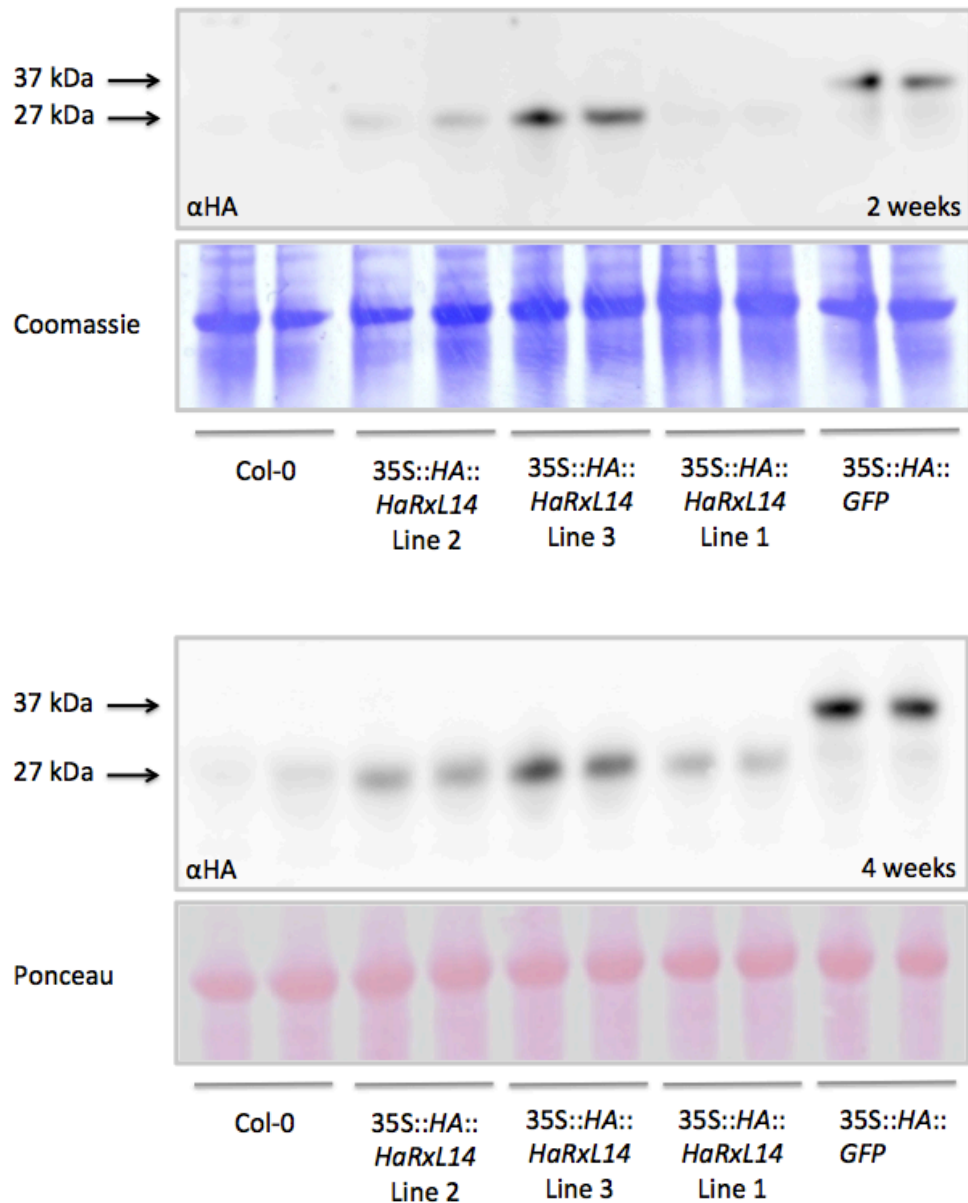 37 kDa
27 kDa
αHA 2 weeks
Coomassie
Col-0
35S::HA::
HaRxL14
Line 2
35S::HA::
HaRxL14
Line 3
35S::HA::
HaRxL14
Line 1
35S::HA::
GFP
37 kDa
27 kDa
αHA 4 weeks
Ponceau
Col-0
35S::HA::
HaRxL14
Line 2
35S::HA::
HaRxL14
Line 3
35S::HA::
HaRxL14
Line 1
35S::HA::
GFP